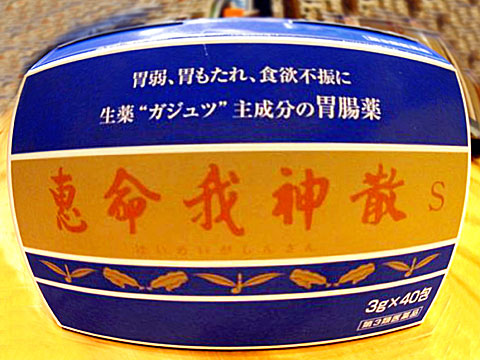 胃弱、胃もたれ、食欲不振に
生薬“ガジュツ”主成分の胃腸薬
恵命我神散 S
けいめいがしんさん
3g×40包
第3類医薬品